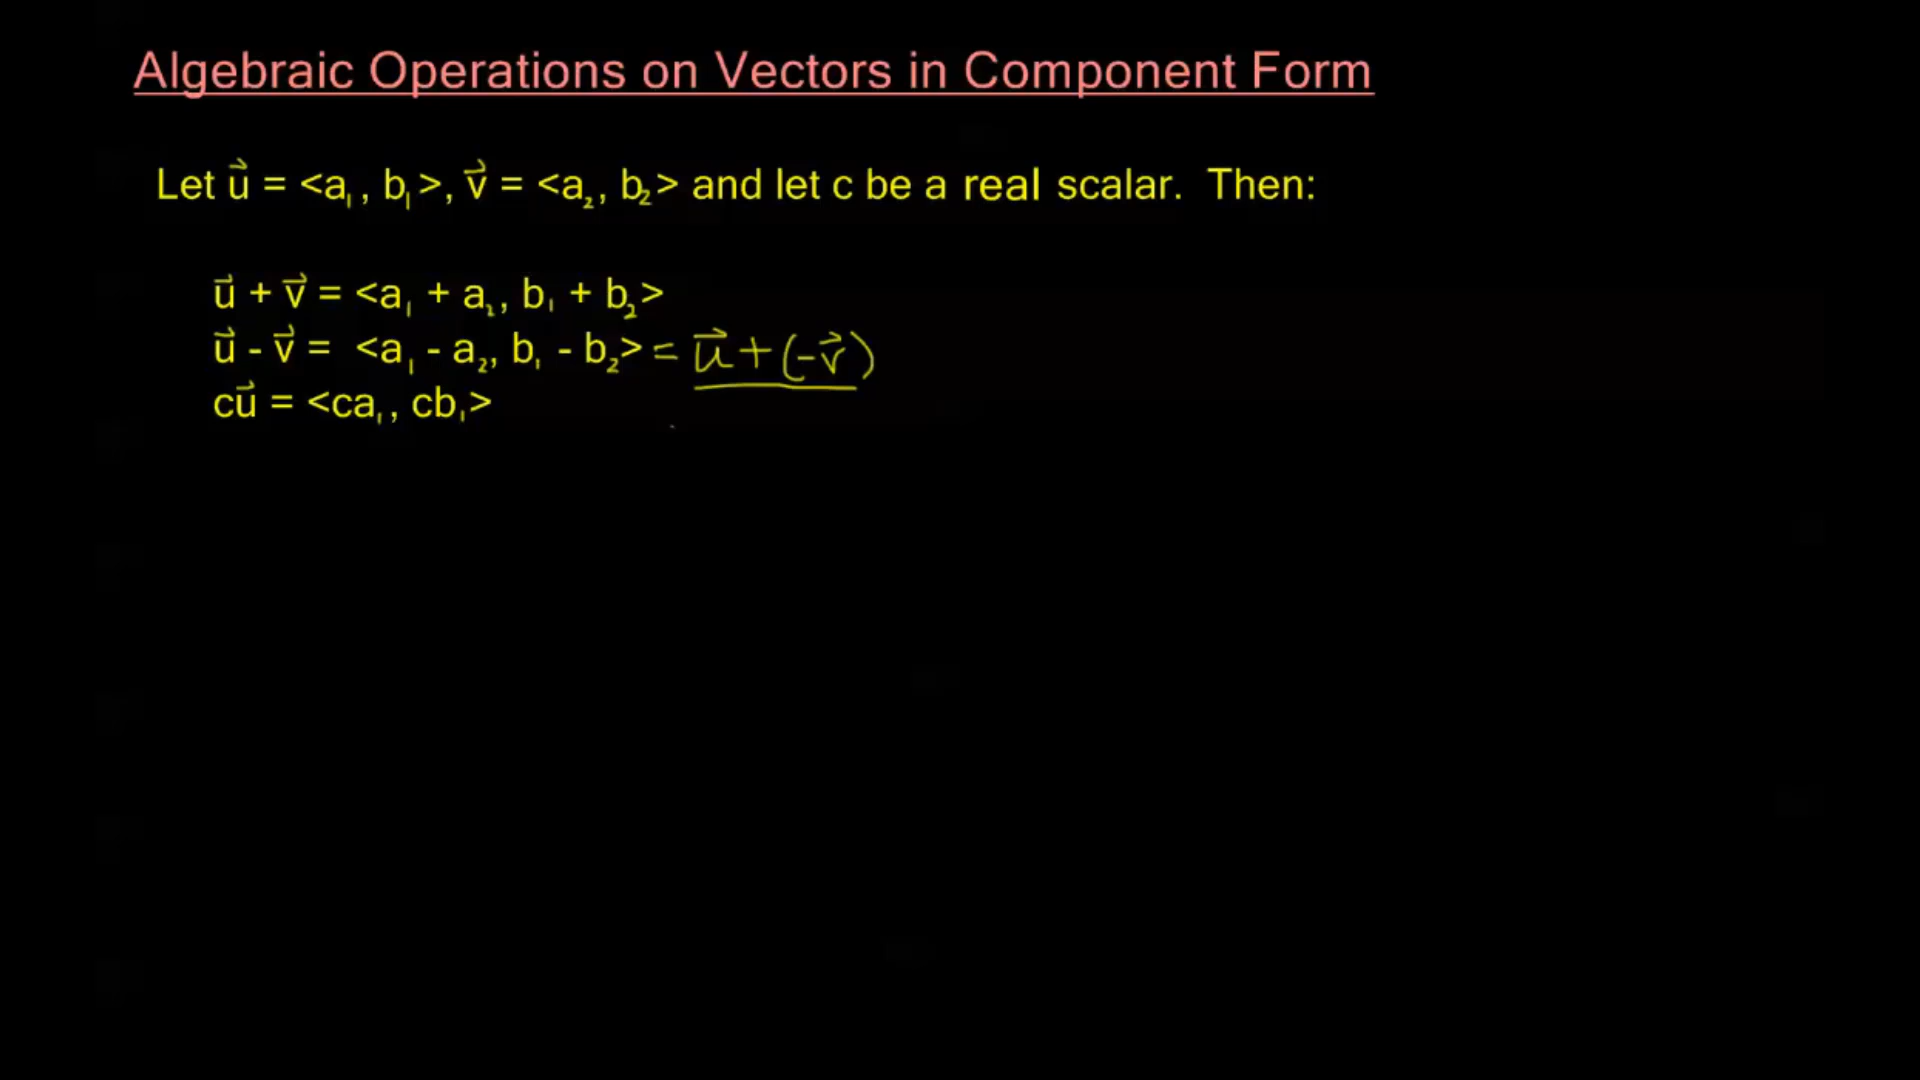 Algebraic Operations on Vectors in Component Form
Let u⃗ = <a₁, b₁>, v⃗ = <a₂, b₂> and let c be a real scalar. Then:
u⃗ + v⃗ = <a₁ + a₂, b₁ + b₂>
u⃗ - v⃗ = <a₁ - a₂, b₁ - b₂> = u⃗ + (-v⃗)
cu⃗ = <ca₁, cb₁>